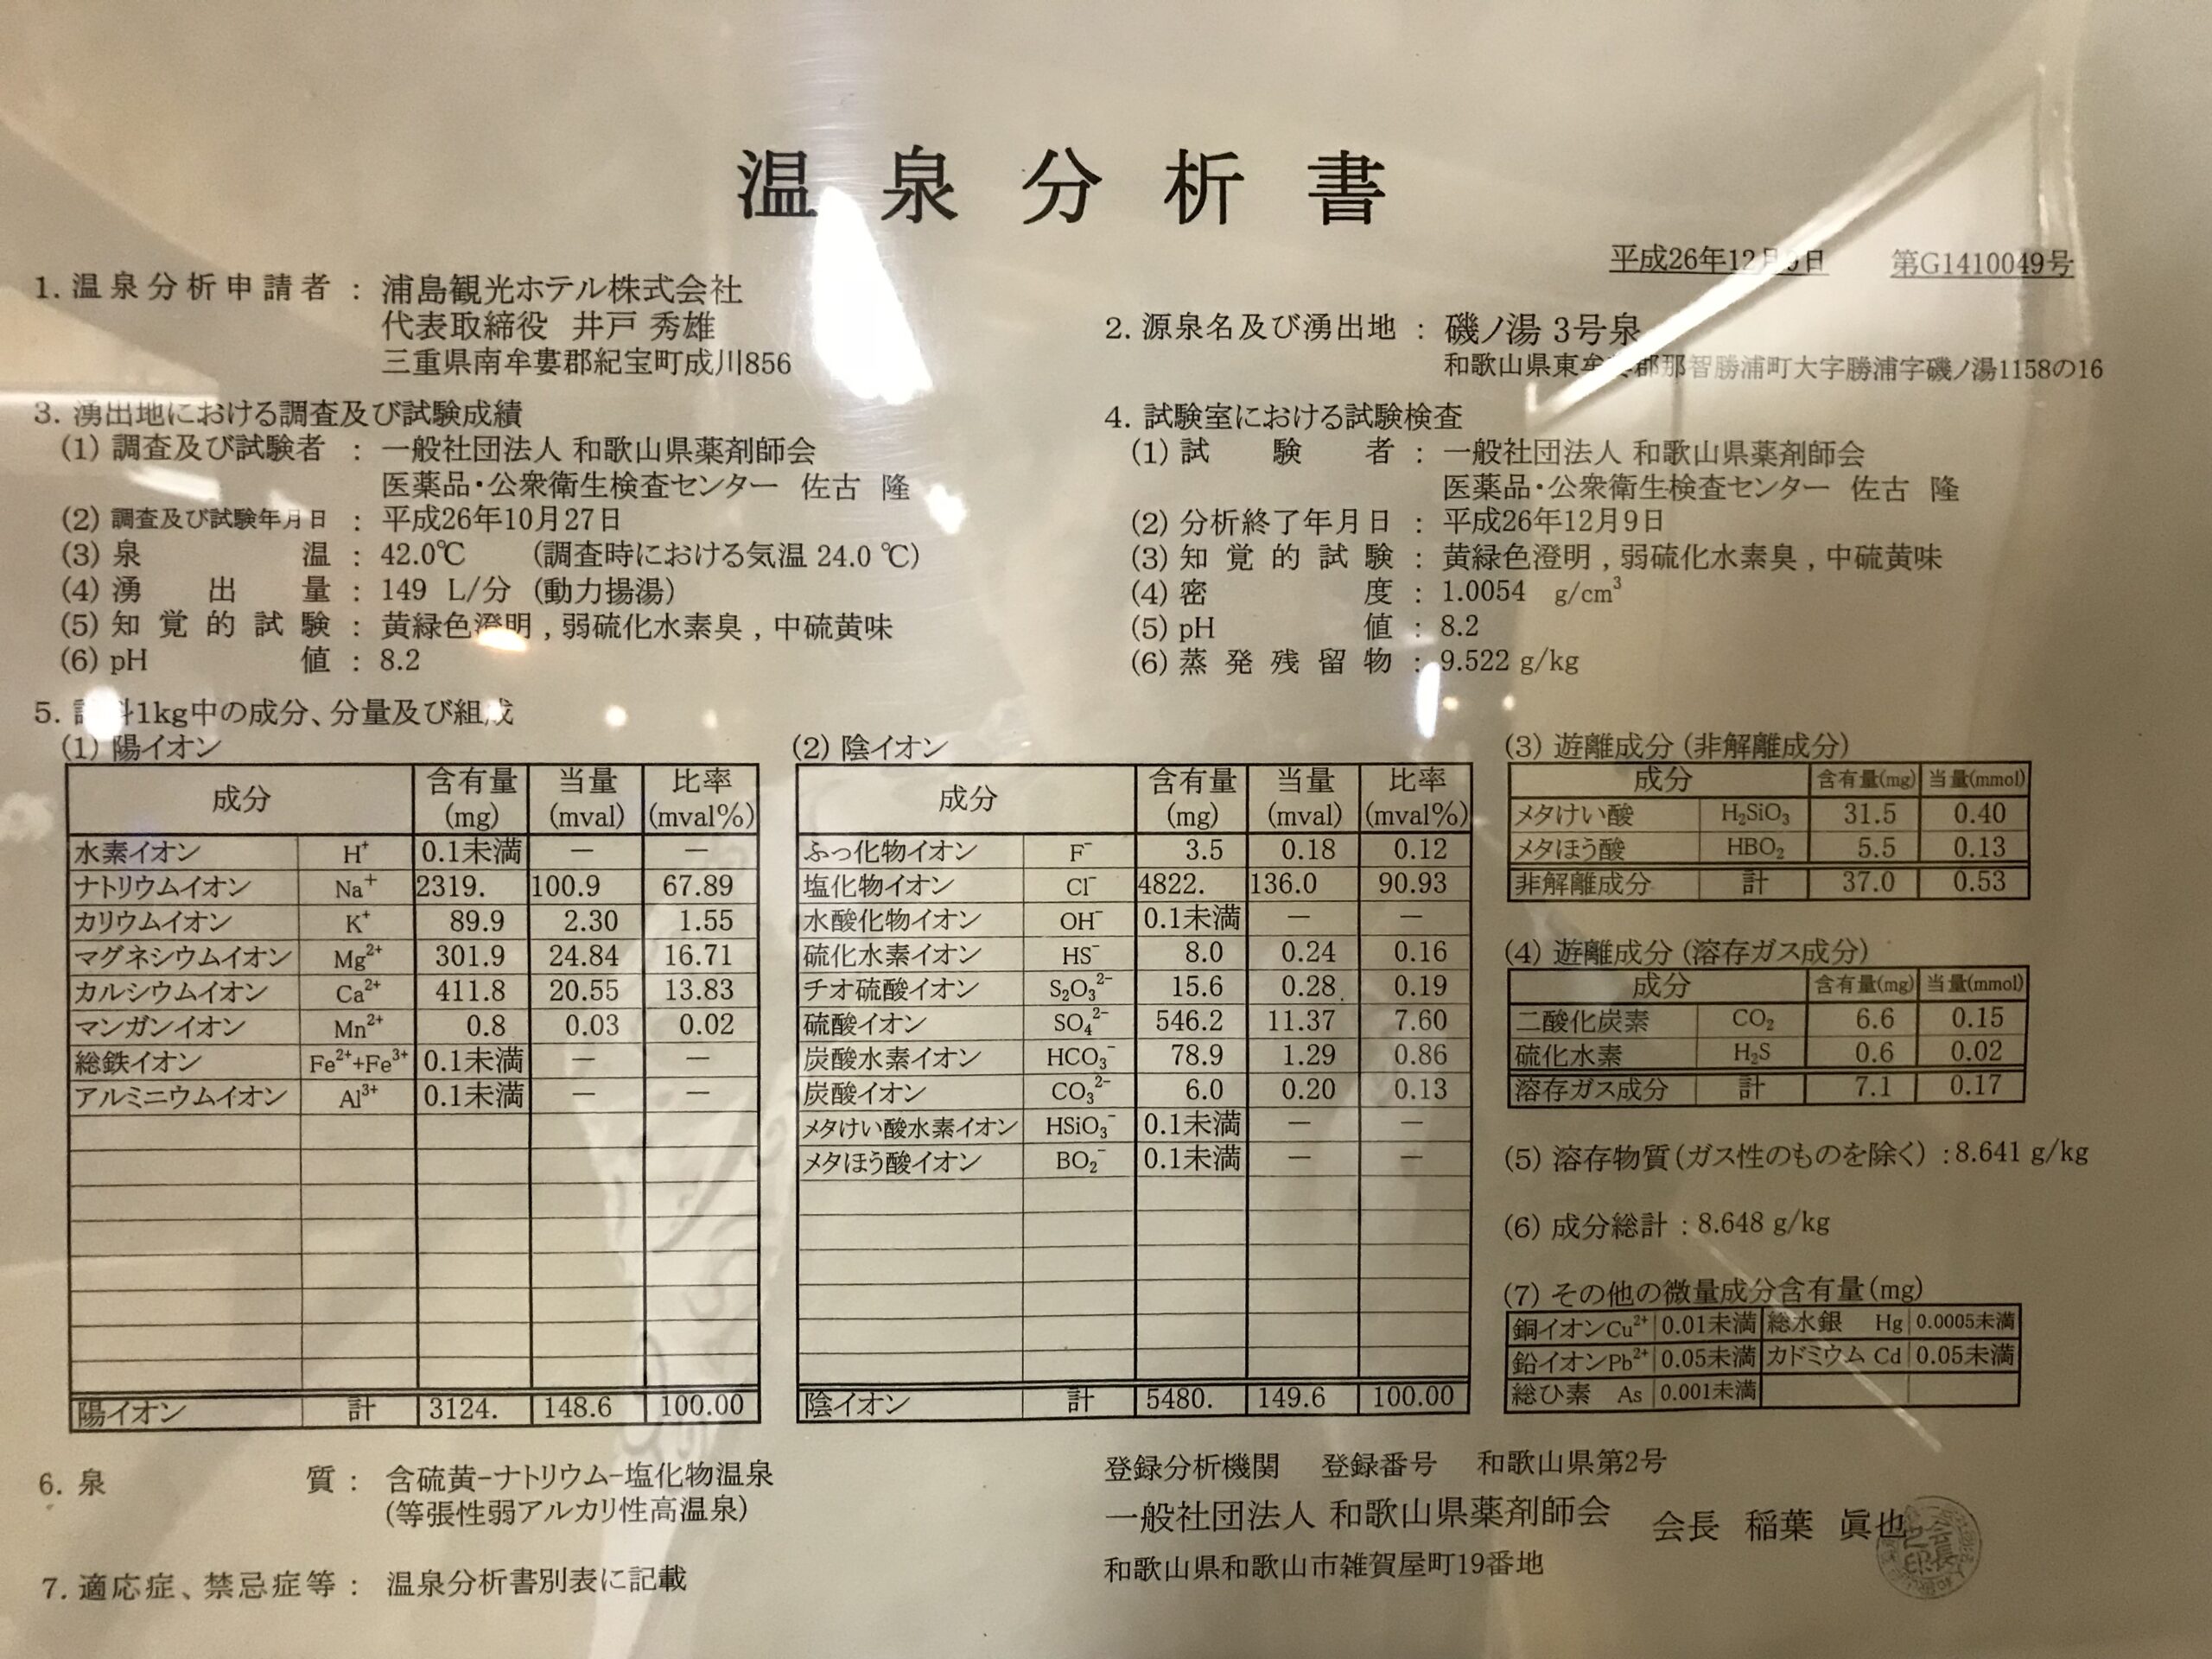 温泉分析書
平成26年12月9日 第G1410049号
1. 温泉分析申請者 : 浦島観光ホテル株式会社
代表取締役 井戸 秀雄
三重県南牟婁郡紀宝町成川856
2. 源泉名及び湧出地 : 磯ノ湯 3号泉
和歌山県東牟婁郡那智勝浦町大字勝浦字磯ノ湯1158の16
3. 湧出地における調査及び試験成績
(1) 調査及び試験者 : 一般社団法人 和歌山県薬剤師会
医薬品・公衆衛生検査センター 佐古 隆
(2) 調査及び試験年月日 : 平成26年10月27日
(3) 泉温 : 42.0℃ (調査時における気温 24.0 ℃)
(4) 湧出量 : 149 L/分 (動力揚湯)
(5) 知覚的試験 : 黄緑色澄明 , 弱硫化水素臭 , 中硫黄味
(6) pH値 : 8.2
4. 試験室における試験検査
(1) 試験者 : 一般社団法人 和歌山県薬剤師会
医薬品・公衆衛生検査センター 佐古 隆
(2) 分析終了年月日 : 平成26年12月9日
(3) 知覚的試験 : 黄緑色澄明 , 弱硫化水素臭 , 中硫黄味
(4) 密度 : 1.0054 g/cm³
(5) pH値 : 8.2
(6) 蒸発残留物 : 9.522 g/kg
5. 試料1kg中の成分、分量及び組成
(1) 陽イオン
成分 含有量(mg) 当量(mval) 比率(mval%)
水素イオン H⁺ 0.1未満 － －
ナトリウムイオン Na⁺ 2319. 100.9 67.89
カリウムイオン K⁺ 89.9 2.30 1.55
マグネシウムイオン Mg²⁺ 301.9 24.84 16.71
カルシウムイオン Ca²⁺ 411.8 20.55 13.83
マンガンイオン Mn²⁺ 0.8 0.03 0.02
総鉄イオン Fe²⁺+Fe³⁺ 0.1未満 － －
アルミニウムイオン Al³⁺ 0.1未満 － －
陽イオン 計 3124. 148.6 100.00
(2) 陰イオン
成分 含有量(mg) 当量(mval) 比率(mval%)
ふっ化物イオン F⁻ 3.5 0.18 0.12
塩化物イオン Cl⁻ 4822. 136.0 90.93
水酸化物イオン OH⁻ 0.1未満 － －
硫化水素イオン HS⁻ 8.0 0.24 0.16
チオ硫酸イオン S₂O₃²⁻ 15.6 0.28 0.19
硫酸イオン SO₄²⁻ 546.2 11.37 7.60
炭酸水素イオン HCO₃⁻ 78.9 1.29 0.86
炭酸イオン CO₃²⁻ 6.0 0.20 0.13
メタけい酸水素イオン HSiO₃⁻ 0.1未満 － －
メタほう酸イオン BO₂⁻ 0.1未満 － －
陰イオン 計 5480. 149.6 100.00
(3) 遊離成分 (非解離成分)
成分 含有量(mg) 当量(mmol)
メタけい酸 H₂SiO₃ 31.5 0.40
メタほう酸 HBO₂ 5.5 0.13
非解離成分 計 37.0 0.53
(4) 遊離成分 (溶存ガス成分)
成分 含有量(mg) 当量(mmol)
二酸化炭素 CO₂ 6.6 0.15
硫化水素 H₂S 0.6 0.02
溶存ガス成分 計 7.1 0.17
(5) 溶存物質 (ガス性のものを除く) : 8.641 g/kg
(6) 成分総計 : 8.648 g/kg
(7) その他の微量成分含有量 (mg)
銅イオン Cu²⁺ 0.01未満 総水銀 Hg 0.0005未満
鉛イオン Pb²⁺ 0.05未満 カドミウム Cd 0.05未満
総ひ素 As 0.001未満
6. 泉質 : 含硫黄−ナトリウム−塩化物温泉
(等張性弱アルカリ性高温泉)
7. 適応症、禁忌症等 : 温泉分析書別表に記載
登録分析機関 登録番号 和歌山県第2号
一般社団法人 和歌山県薬剤師会 会長 稲葉 眞也
和歌山県和歌山市雑賀屋町19番地